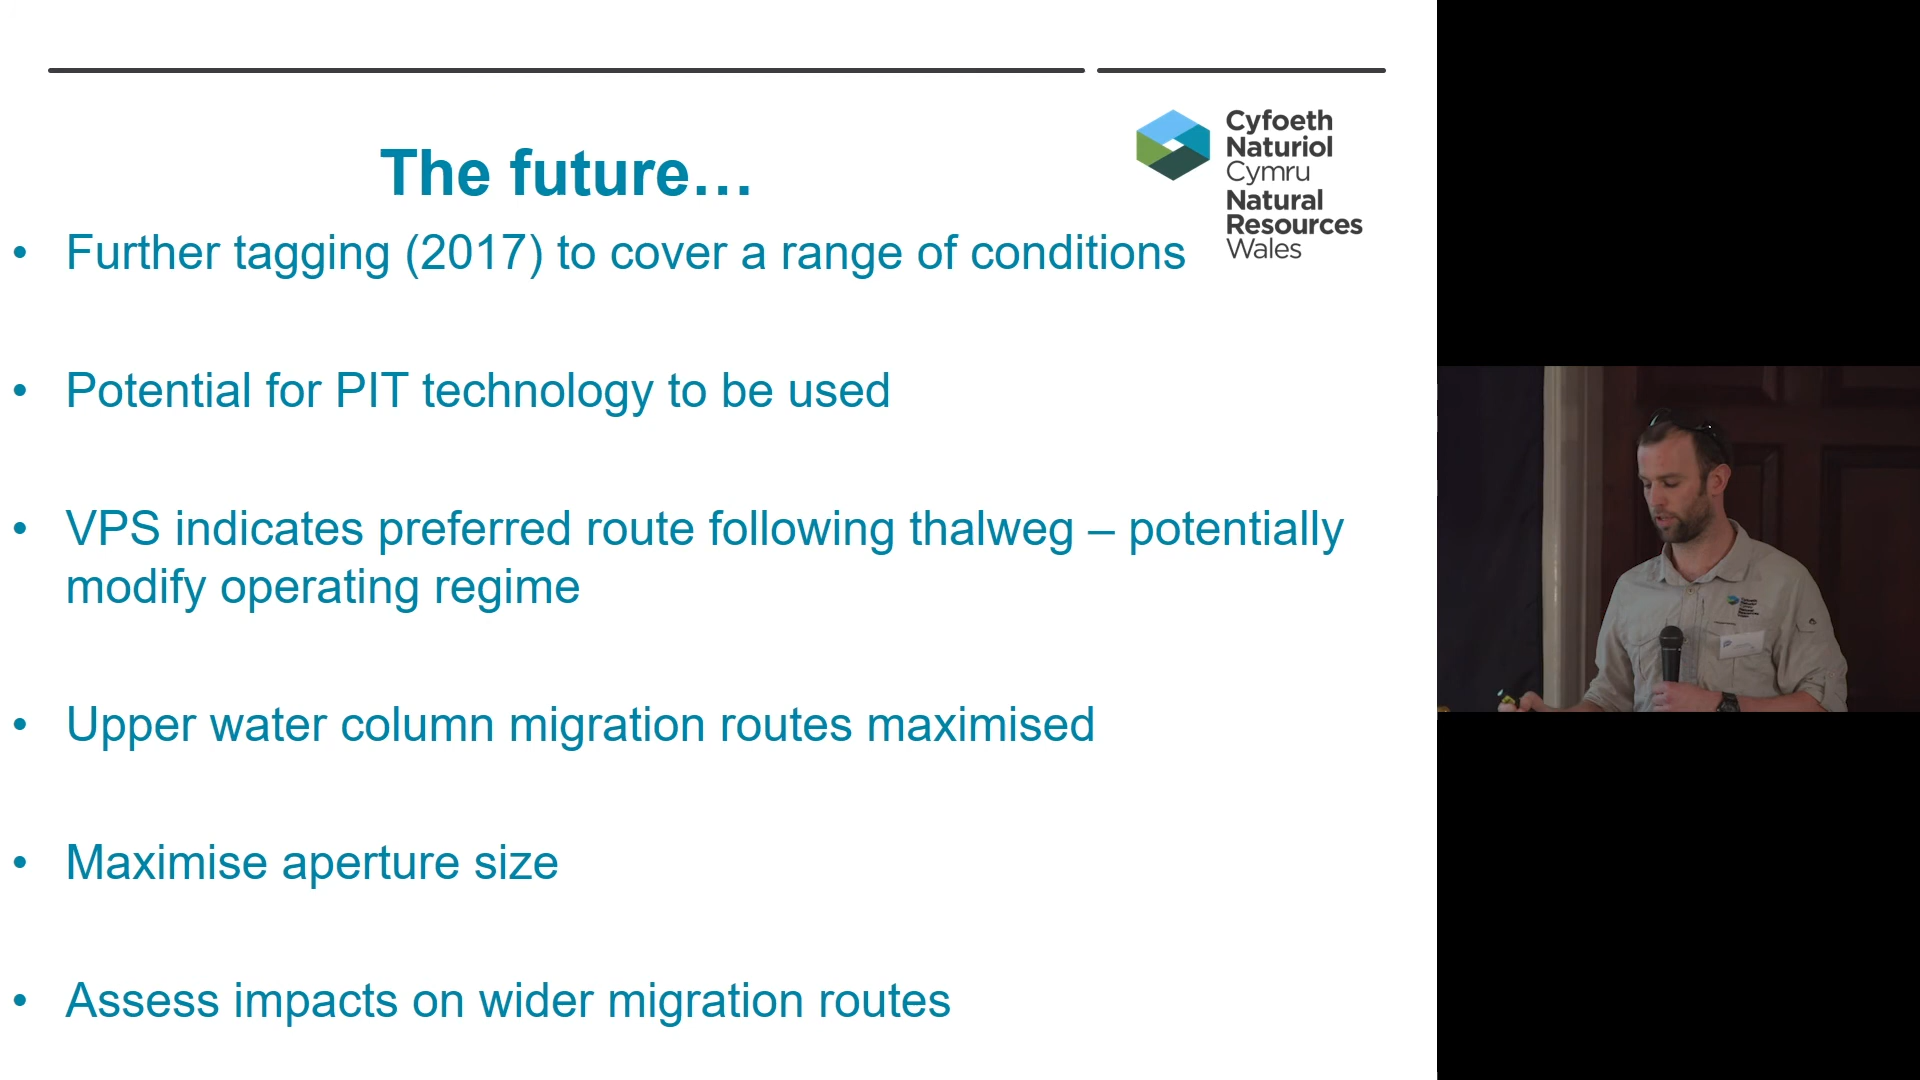 The future…
Cyfoeth
Naturiol
Cymru
Natural
Resources
Wales
• Further tagging (2017) to cover a range of conditions
• Potential for PIT technology to be used
• VPS indicates preferred route following thalweg – potentially
modify operating regime
• Upper water column migration routes maximised
• Maximise aperture size
• Assess impacts on wider migration routes